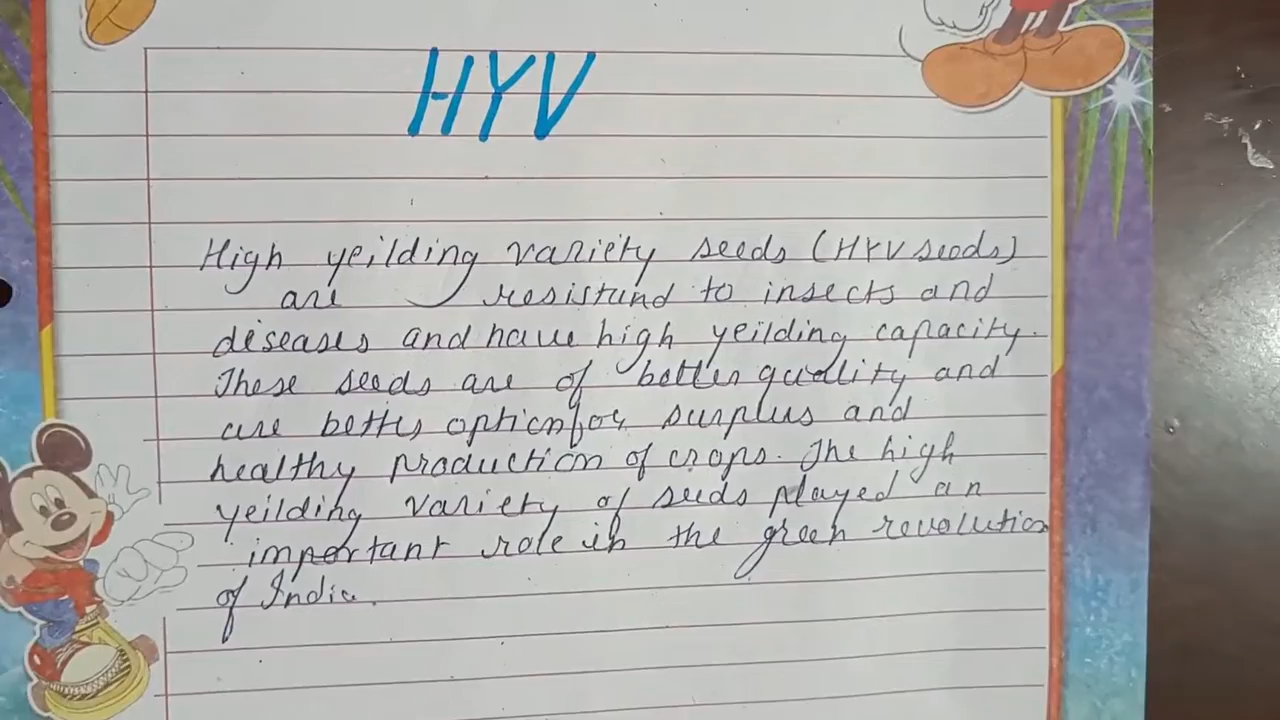 HYV
High yeilding variety seeds (HYV seeds)
are resistand to insects and
diseases and have high yeilding capacity.
These seeds are of better quality and
are better option for surplus and
healthy production of crops. The high
yeilding variety of seeds played an
important role in the green revolution
of India.